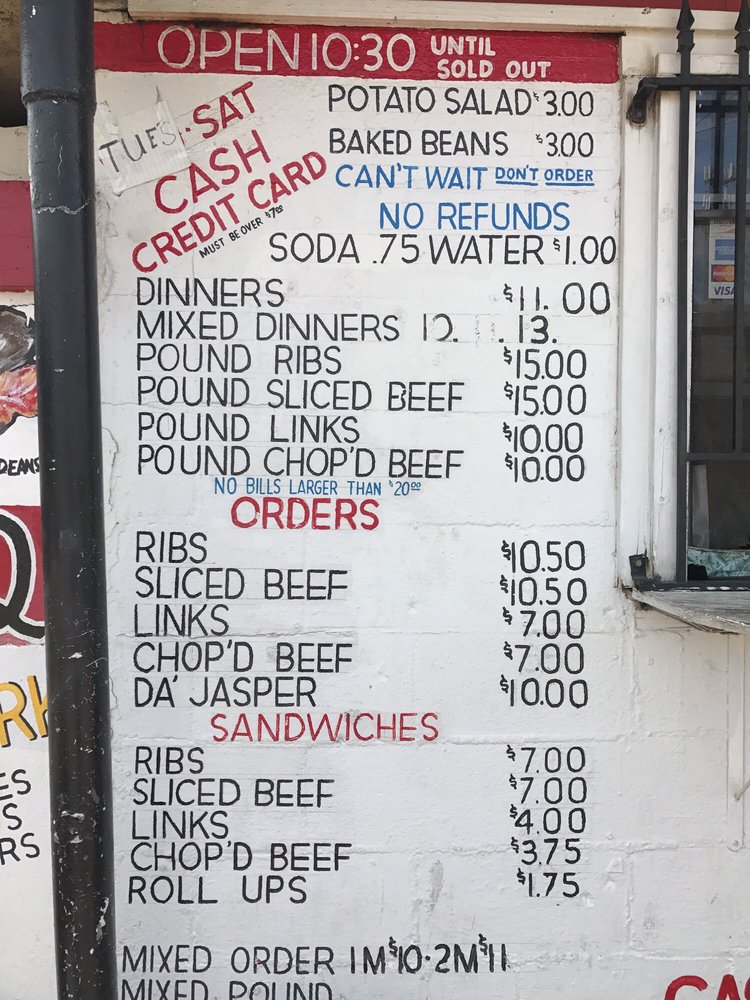 OPEN 10:30 UNTIL SOLD OUT
TUES.·SAT
CASH
CREDIT CARD
MUST BE OVER $7.00
POTATO SALAD $3.00
BAKED BEANS $3.00
CAN'T WAIT DON'T ORDER
NO REFUNDS
SODA .75 WATER $1.00
DINNERS $11.00
MIXED DINNERS 12. 13.
POUND RIBS $15.00
POUND SLICED BEEF $15.00
POUND LINKS $10.00
POUND CHOP'D BEEF $10.00
NO BILLS LARGER THAN $20.00
ORDERS
RIBS $10.50
SLICED BEEF $10.50
LINKS $7.00
CHOP'D BEEF $7.00
DA' JASPER $10.00
SANDWICHES
RIBS $7.00
SLICED BEEF $7.00
LINKS $4.00
CHOP'D BEEF $3.75
ROLL UPS $1.75
MIXED ORDER 1M $10·2M $11
MIXED POUND
VISA